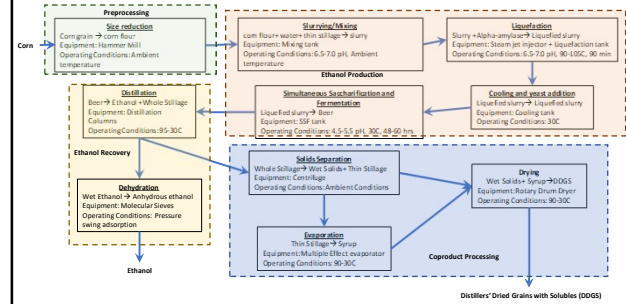 Preprocessing
Size reduction
Corn grain → corn flour
Equipment: Hammer Mill
Operating Conditions: Ambient
temperature
Corn
Slurrying/Mixing
corn flour+ water+ thin stillage → slurry
Equipment: Mixing tank
Operating Conditions: 6.5-7.0 pH, Ambient
temperature
Liquefaction
Slurry +Alpha-amylase → Liquefied slurry
Equipment: Steam jet injector + liquefaction tank
Operating Conditions: 6.5-7.0 pH, 90-105C, 90 min
Ethanol Production
Distillation
Beer → Ethanol +Whole Stillage
Equipment: Distillation
Columns
Operating Conditions: 95-30C
Simultaneous Sacharification and
Fermentation
Liquefied slurry → Beer
Equipment: SSF tank
Operating Conditions: 4.5-5.5 pH, 30C, 48-60 hrs
Cooling and yeast addition
Liquefied slurry → Liquefied slurry
Equipment: Cooling tank
Operating Conditions: 30C
Ethanol Recovery
Dehydration
Wet Ethanol → Anhydrous ethanol
Equipment: Molecular Sieves
Operating Conditions: Pressure
swing adsorption
Ethanol
Solids Separation
Whole Stillage → Wet Solids+ Thin Stillage
Equipment: Centrifuge
Operating Conditions: Ambient Conditions
Drying
Wet Solids+ Syrup → DDGS
Equipment: Rotary Drum Dryer
Operating Conditions: 90-30C
Evaporation
Thin Stillage → Syrup
Equipment: Multiple Effect evaporator
Operating Conditions: 90-30C
Coproduct Processing
Distillers' Dried Grains with Solubles (DDGS)